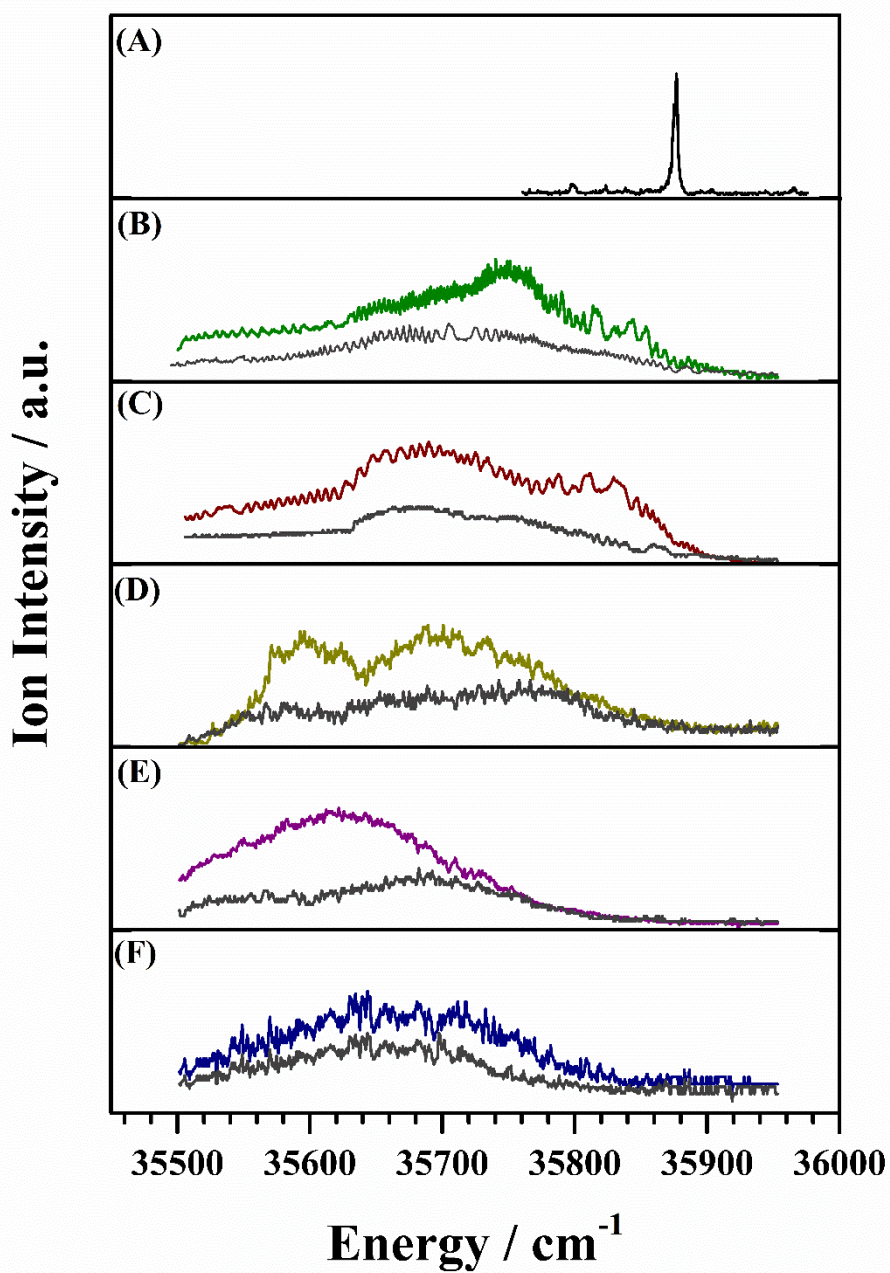 (A)
(B)
(C)
(D)
(E)
(F)
Ion Intensity / a.u.
35500 35600 35700 35800 35900 36000
Energy / cm-1